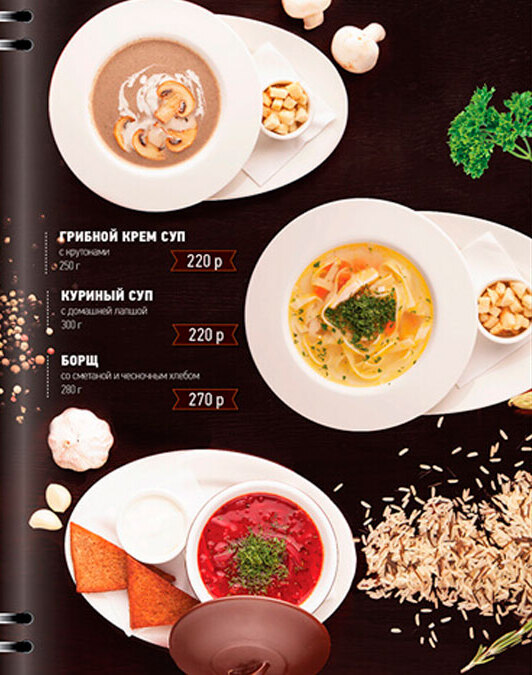 ГРИБНОЙ КРЕМ СУП
с крутонами
250 г
220 р
КУРИНЫЙ СУП
с домашней лапшой
300 г
220 р
БОРЩ
со сметаной и чесночным хлебом
280 г
270 р